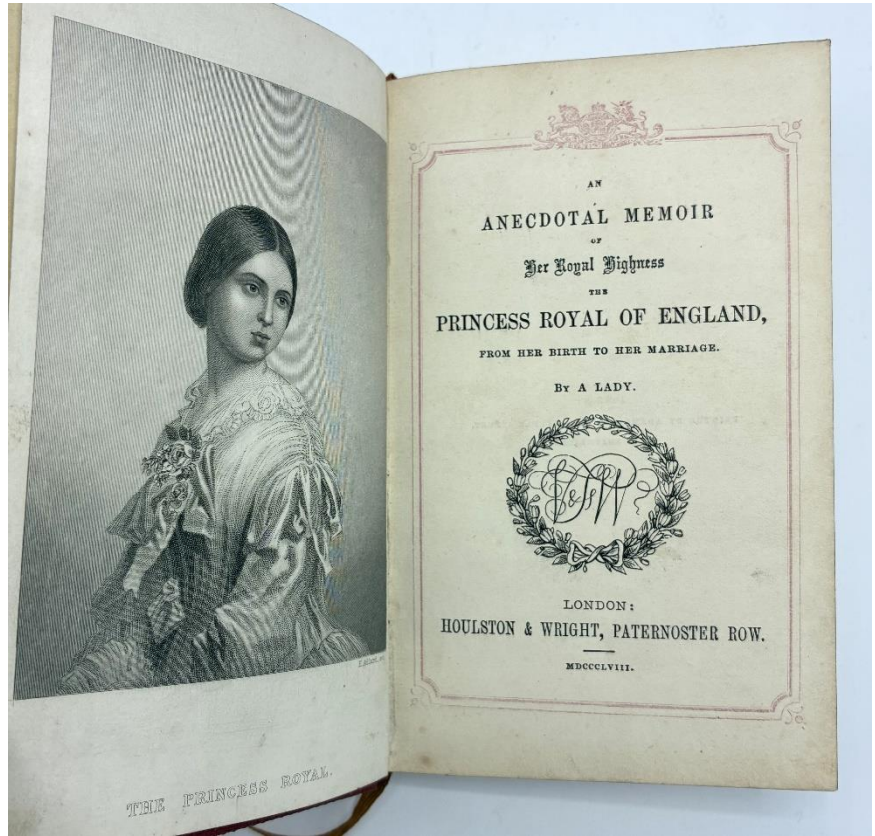 THE PRINCESS ROYAL.
AN
ANECDOTAL MEMOIR
OF
Her Royal Highness
THE
PRINCESS ROYAL OF ENGLAND,
FROM HER BIRTH TO HER MARRIAGE.
BY A LADY.
LONDON:
HOULSTON & WRIGHT, PATERNOSTER ROW.
MDCCCLVIII.